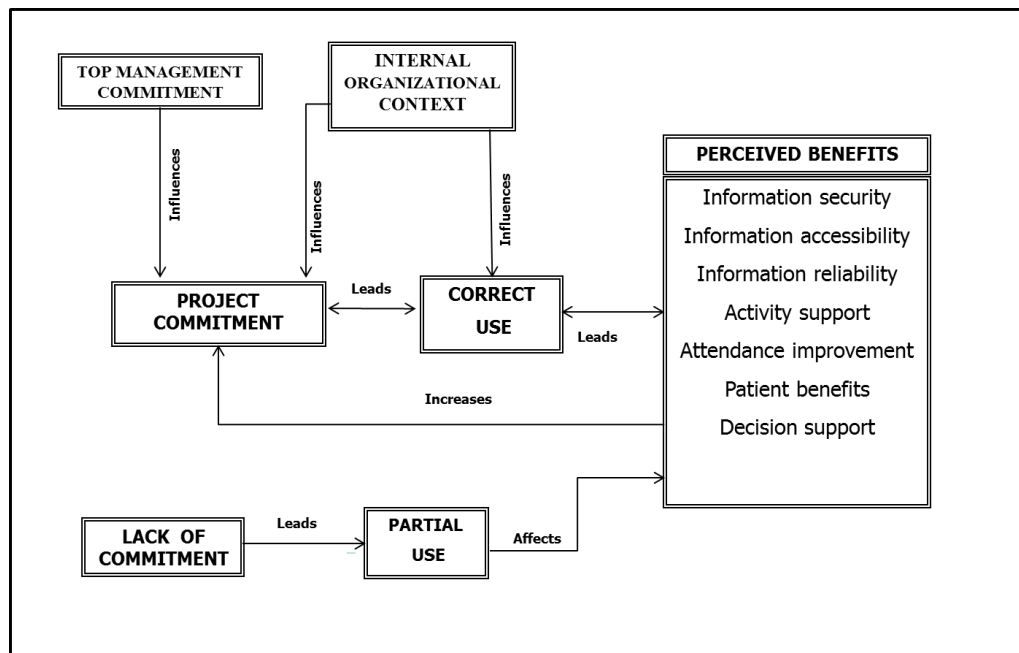 TOP MANAGEMENT
COMMITMENT
INTERNAL
ORGANIZATIONAL
CONTEXT
Influences
Influences
Influences
PERCEIVED BENEFITS
Information security
Information accessibility
Information reliability
Activity support
Attendance improvement
Patient benefits
Decision support
PROJECT
COMMITMENT
Leads
CORRECT
USE
Leads
Increases
LACK OF
COMMITMENT
Leads
PARTIAL
USE
Affects